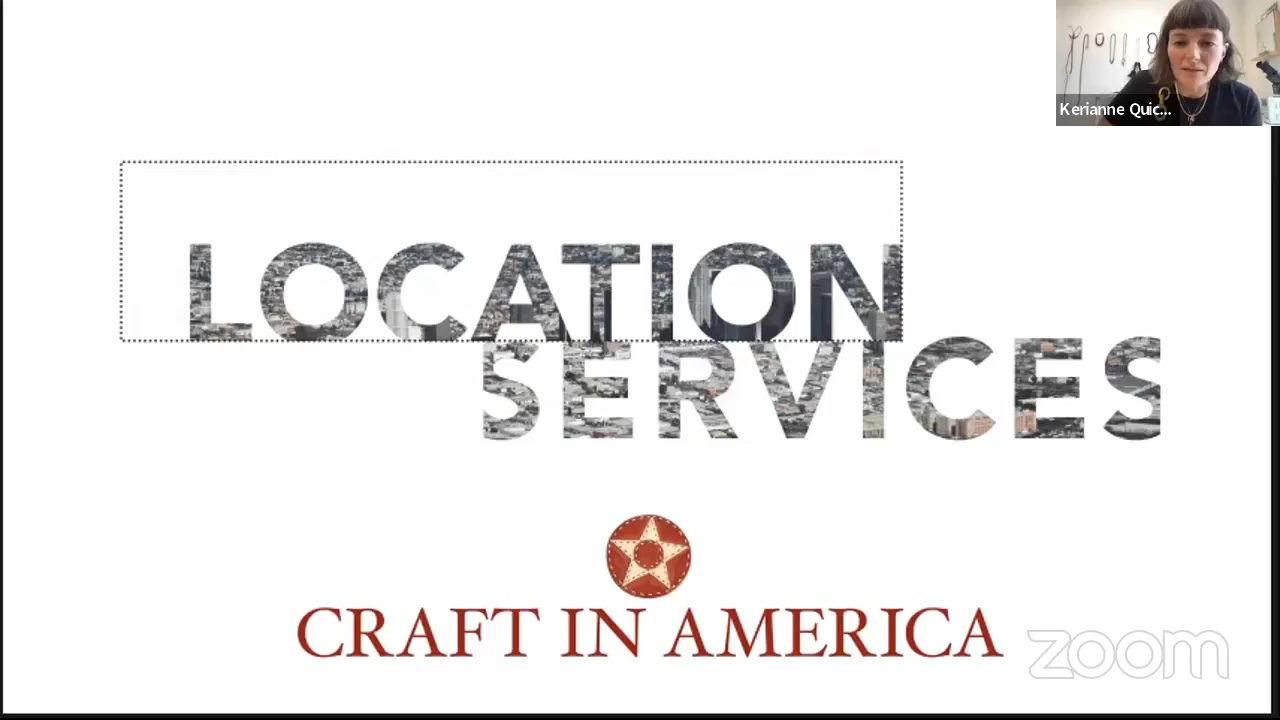 Kerianne Quic...
LOCATION
SERVICES
CRAFT IN AMERICA
zoom